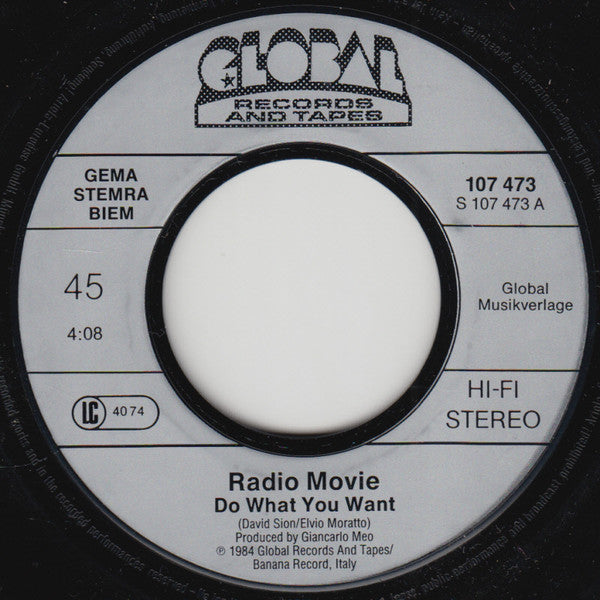 GLOBAL
RECORDS
AND TAPES
GEMA
STEMRA
BIEM
107 473
S 107 473 A
45
4:08
Global
Musikverlage
LC 4074
HI-FI
STEREO
Radio Movie
Do What You Want
(David Sion/Elvio Moratto)
Produced by Giancarlo Meo
℗ 1984 Global Records And Tapes/
Banana Record, Italy